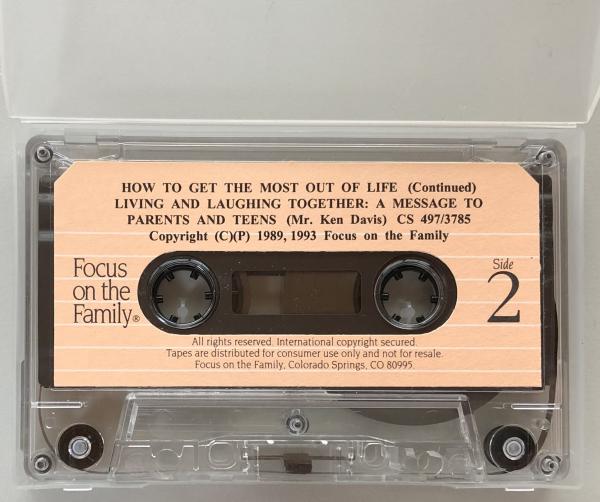 HOW TO GET THE MOST OUT OF LIFE (Continued)
LIVING AND LAUGHING TOGETHER: A MESSAGE TO
PARENTS AND TEENS (Mr. Ken Davis) CS 497/3785
Copyright (C)(P) 1989, 1993 Focus on the Family
Focus
on the
Family®
Side
2
All rights reserved. International copyright secured.
Tapes are distributed for consumer use only and not for resale.
Focus on the Family, Colorado Springs, CO 80995.